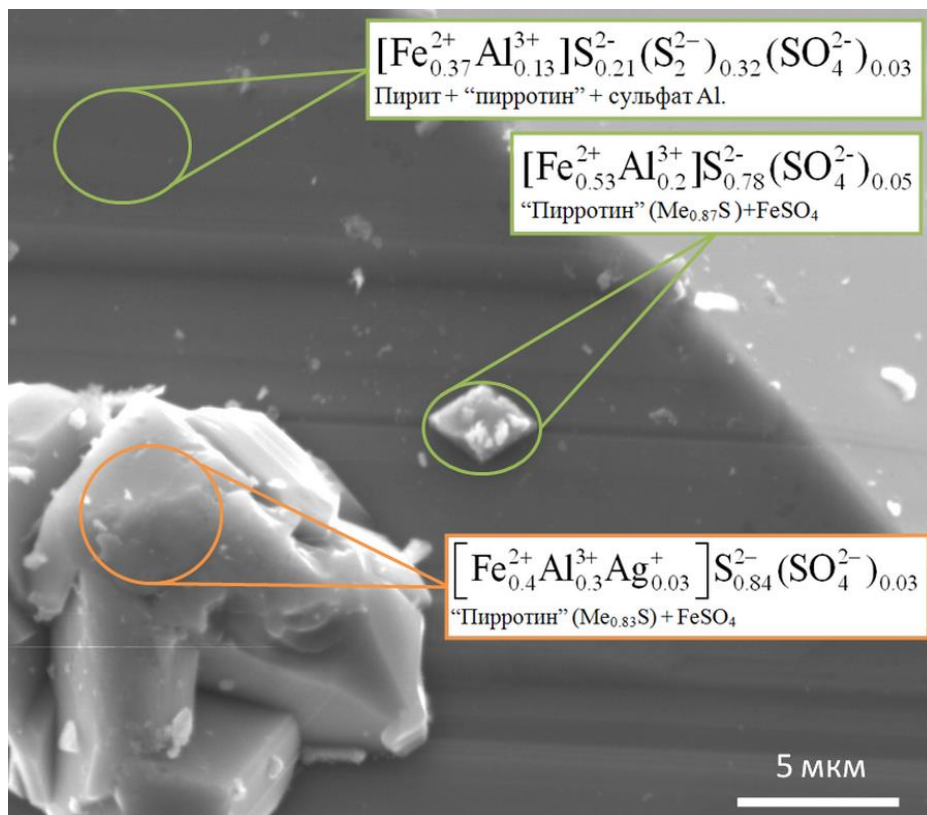 [Fe²⁺₀.₃₇Al³⁺₀.₁₃]S²⁻₀.₂₁(S₂²⁻)₀.₃₂(SO₄²⁻)₀.₀₃
Пирит + “пирротин” + сульфат Al.
[Fe²⁺₀.₅₃Al³⁺₀.₂]S²⁻₀.₇₈(SO₄²⁻)₀.₀₅
“Пирротин” (Me₀.₈₇S)+FeSO₄
[Fe²⁺₀.₄Al³⁺₀.₃Ag⁺₀.₀₃]S²⁻₀.₈₄(SO₄²⁻)₀.₀₃
“Пирротин” (Me₀.₈₃S) + FeSO₄
5 мкм